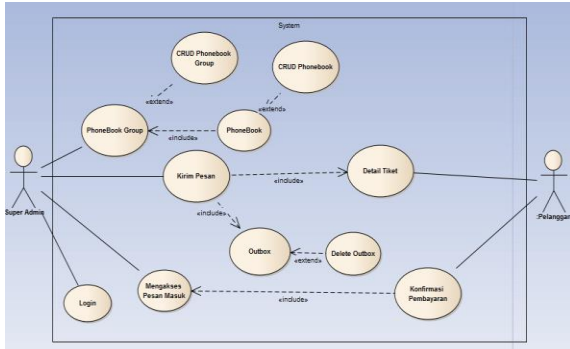 System
CRUD Phonebook
Group
CRUD Phonebook
«extend»
«extend»
PhoneBook Group
«include»
PhoneBook
Kirim Pesan
«include»
Detail Tiket
Super Admin
:Pelanggan
«include»
Outbox
«extend»
Delete Outbox
Login
Mengakses
Pesan Masuk
«include»
Konfirmasi
Pembayaran